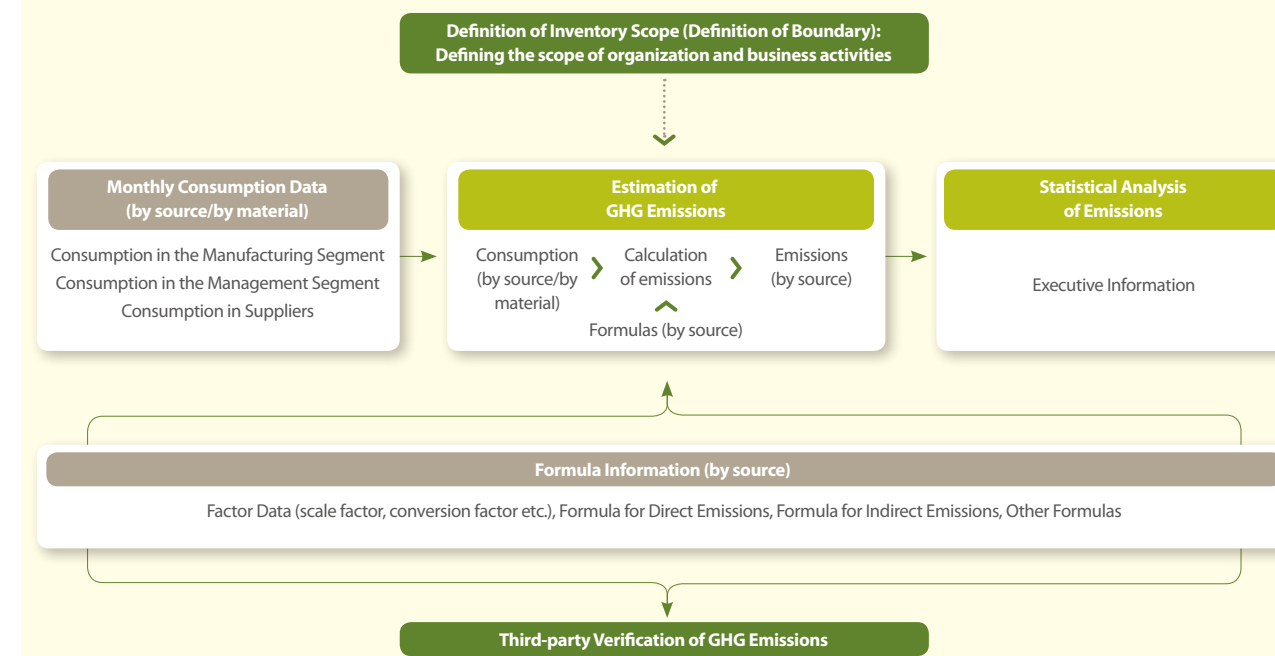 Definition of Inventory Scope (Definition of Boundary):
Defining the scope of organization and business activities
Monthly Consumption Data
(by source/by material)
Consumption in the Manufacturing Segment
Consumption in the Management Segment
Consumption in Suppliers
Estimation of
GHG Emissions
Consumption
(by source/by
material)
Calculation
of emissions
Emissions
(by source)
Formulas (by source)
Statistical Analysis
of Emissions
Executive Information
Formula Information (by source)
Factor Data (scale factor, conversion factor etc.), Formula for Direct Emissions, Formula for Indirect Emissions, Other Formulas
Third-party Verification of GHG Emissions